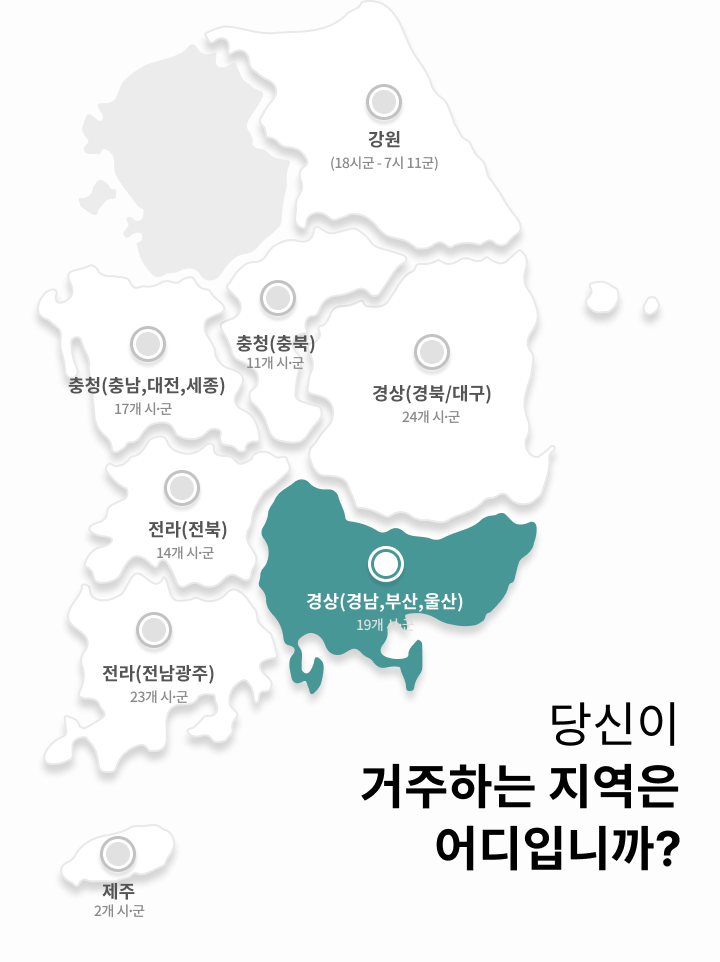 강원
(18시군 - 7시 11군)
충청(충북)
11개 시·군
충청(충남,대전,세종)
17개 시·군
경상(경북/대구)
24개 시·군
전라(전북)
14개 시·군
경상(경남,부산,울산)
19개 시·군
전라(전남광주)
23개 시·군
당신이
거주하는 지역은
어디입니까?
제주
2개 시·군